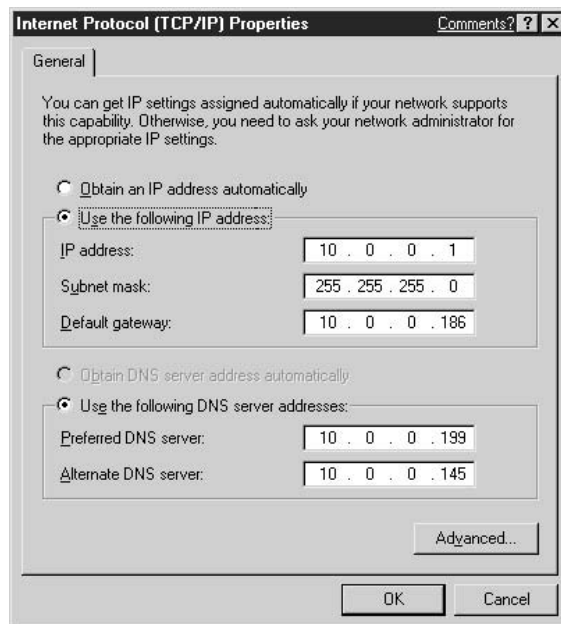 Internet Protocol (TCP/IP) Properties Comments? ? X
General
You can get IP settings assigned automatically if your network supports
this capability. Otherwise, you need to ask your network administrator for
the appropriate IP settings.
Obtain an IP address automatically
Use the following IP address:
IP address: 10 . 0 . 0 . 1
Subnet mask: 255 . 255 . 255 . 0
Default gateway: 10 . 0 . 0 . 186
Obtain DNS server address automatically
Use the following DNS server addresses:
Preferred DNS server: 10 . 0 . 0 . 199
Alternate DNS server: 10 . 0 . 0 . 145
Advanced...
OK Cancel